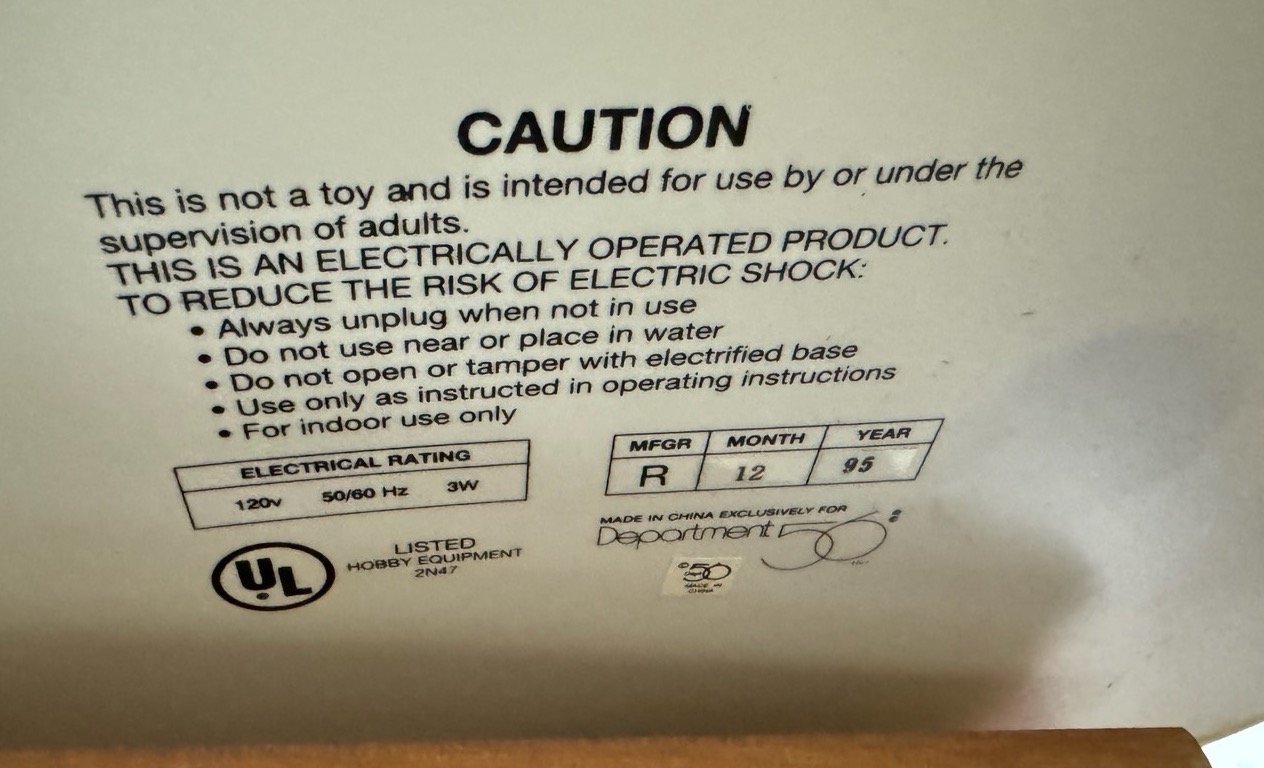 CAUTION
This is not a toy and is intended for use by or under the
supervision of adults.
THIS IS AN ELECTRICALLY OPERATED PRODUCT.
TO REDUCE THE RISK OF ELECTRIC SHOCK:
• Always unplug when not in use
• Do not use near or place in water
• Do not open or tamper with electrified base
• Use only as instructed in operating instructions
• For indoor use only
ELECTRICAL RATING
120v 50/60 Hz 3W
MFGR MONTH YEAR
R 12 95
UL
LISTED
HOBBY EQUIPMENT
2N47
MADE IN CHINA EXCLUSIVELY FOR
Department 56
© 56
MADE IN
CHINA